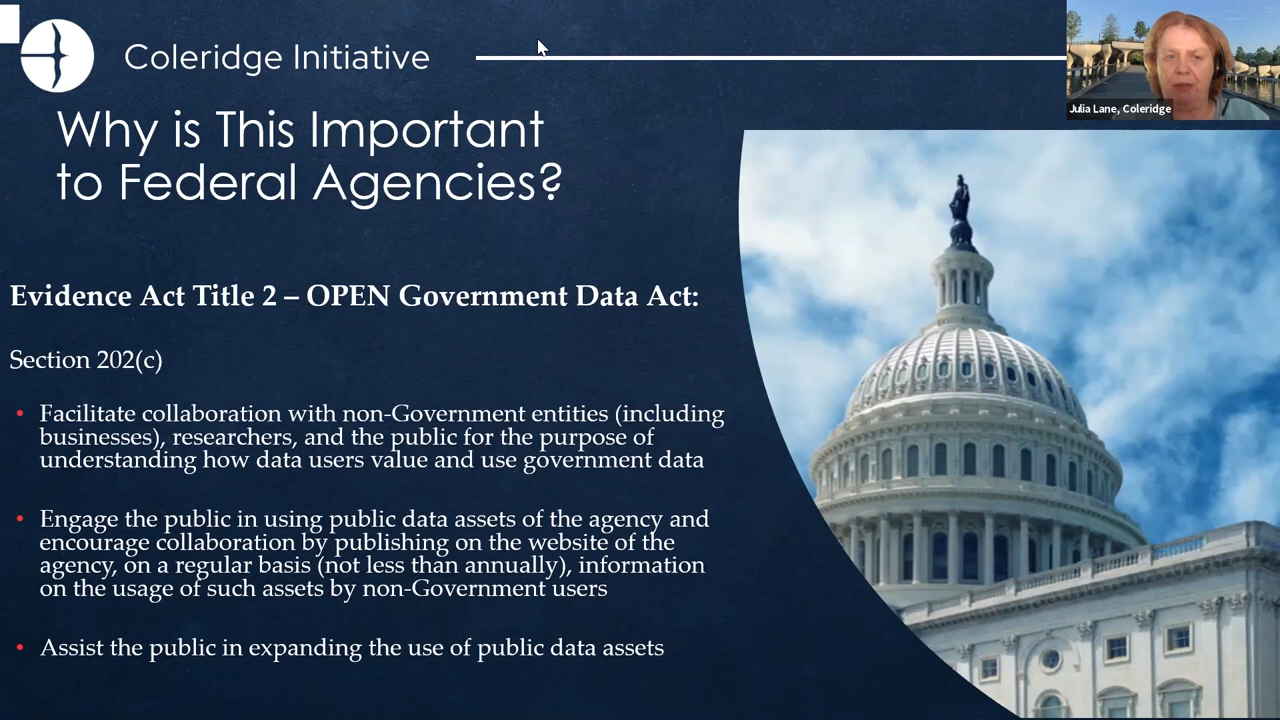 Coleridge Initiative
Julia Lane, Coleridge
Why is This Important
to Federal Agencies?
Evidence Act Title 2 – OPEN Government Data Act:
Section 202(c)
• Facilitate collaboration with non-Government entities (including
businesses), researchers, and the public for the purpose of
understanding how data users value and use government data
• Engage the public in using public data assets of the agency and
encourage collaboration by publishing on the website of the
agency, on a regular basis (not less than annually), information
on the usage of such assets by non-Government users
• Assist the public in expanding the use of public data assets